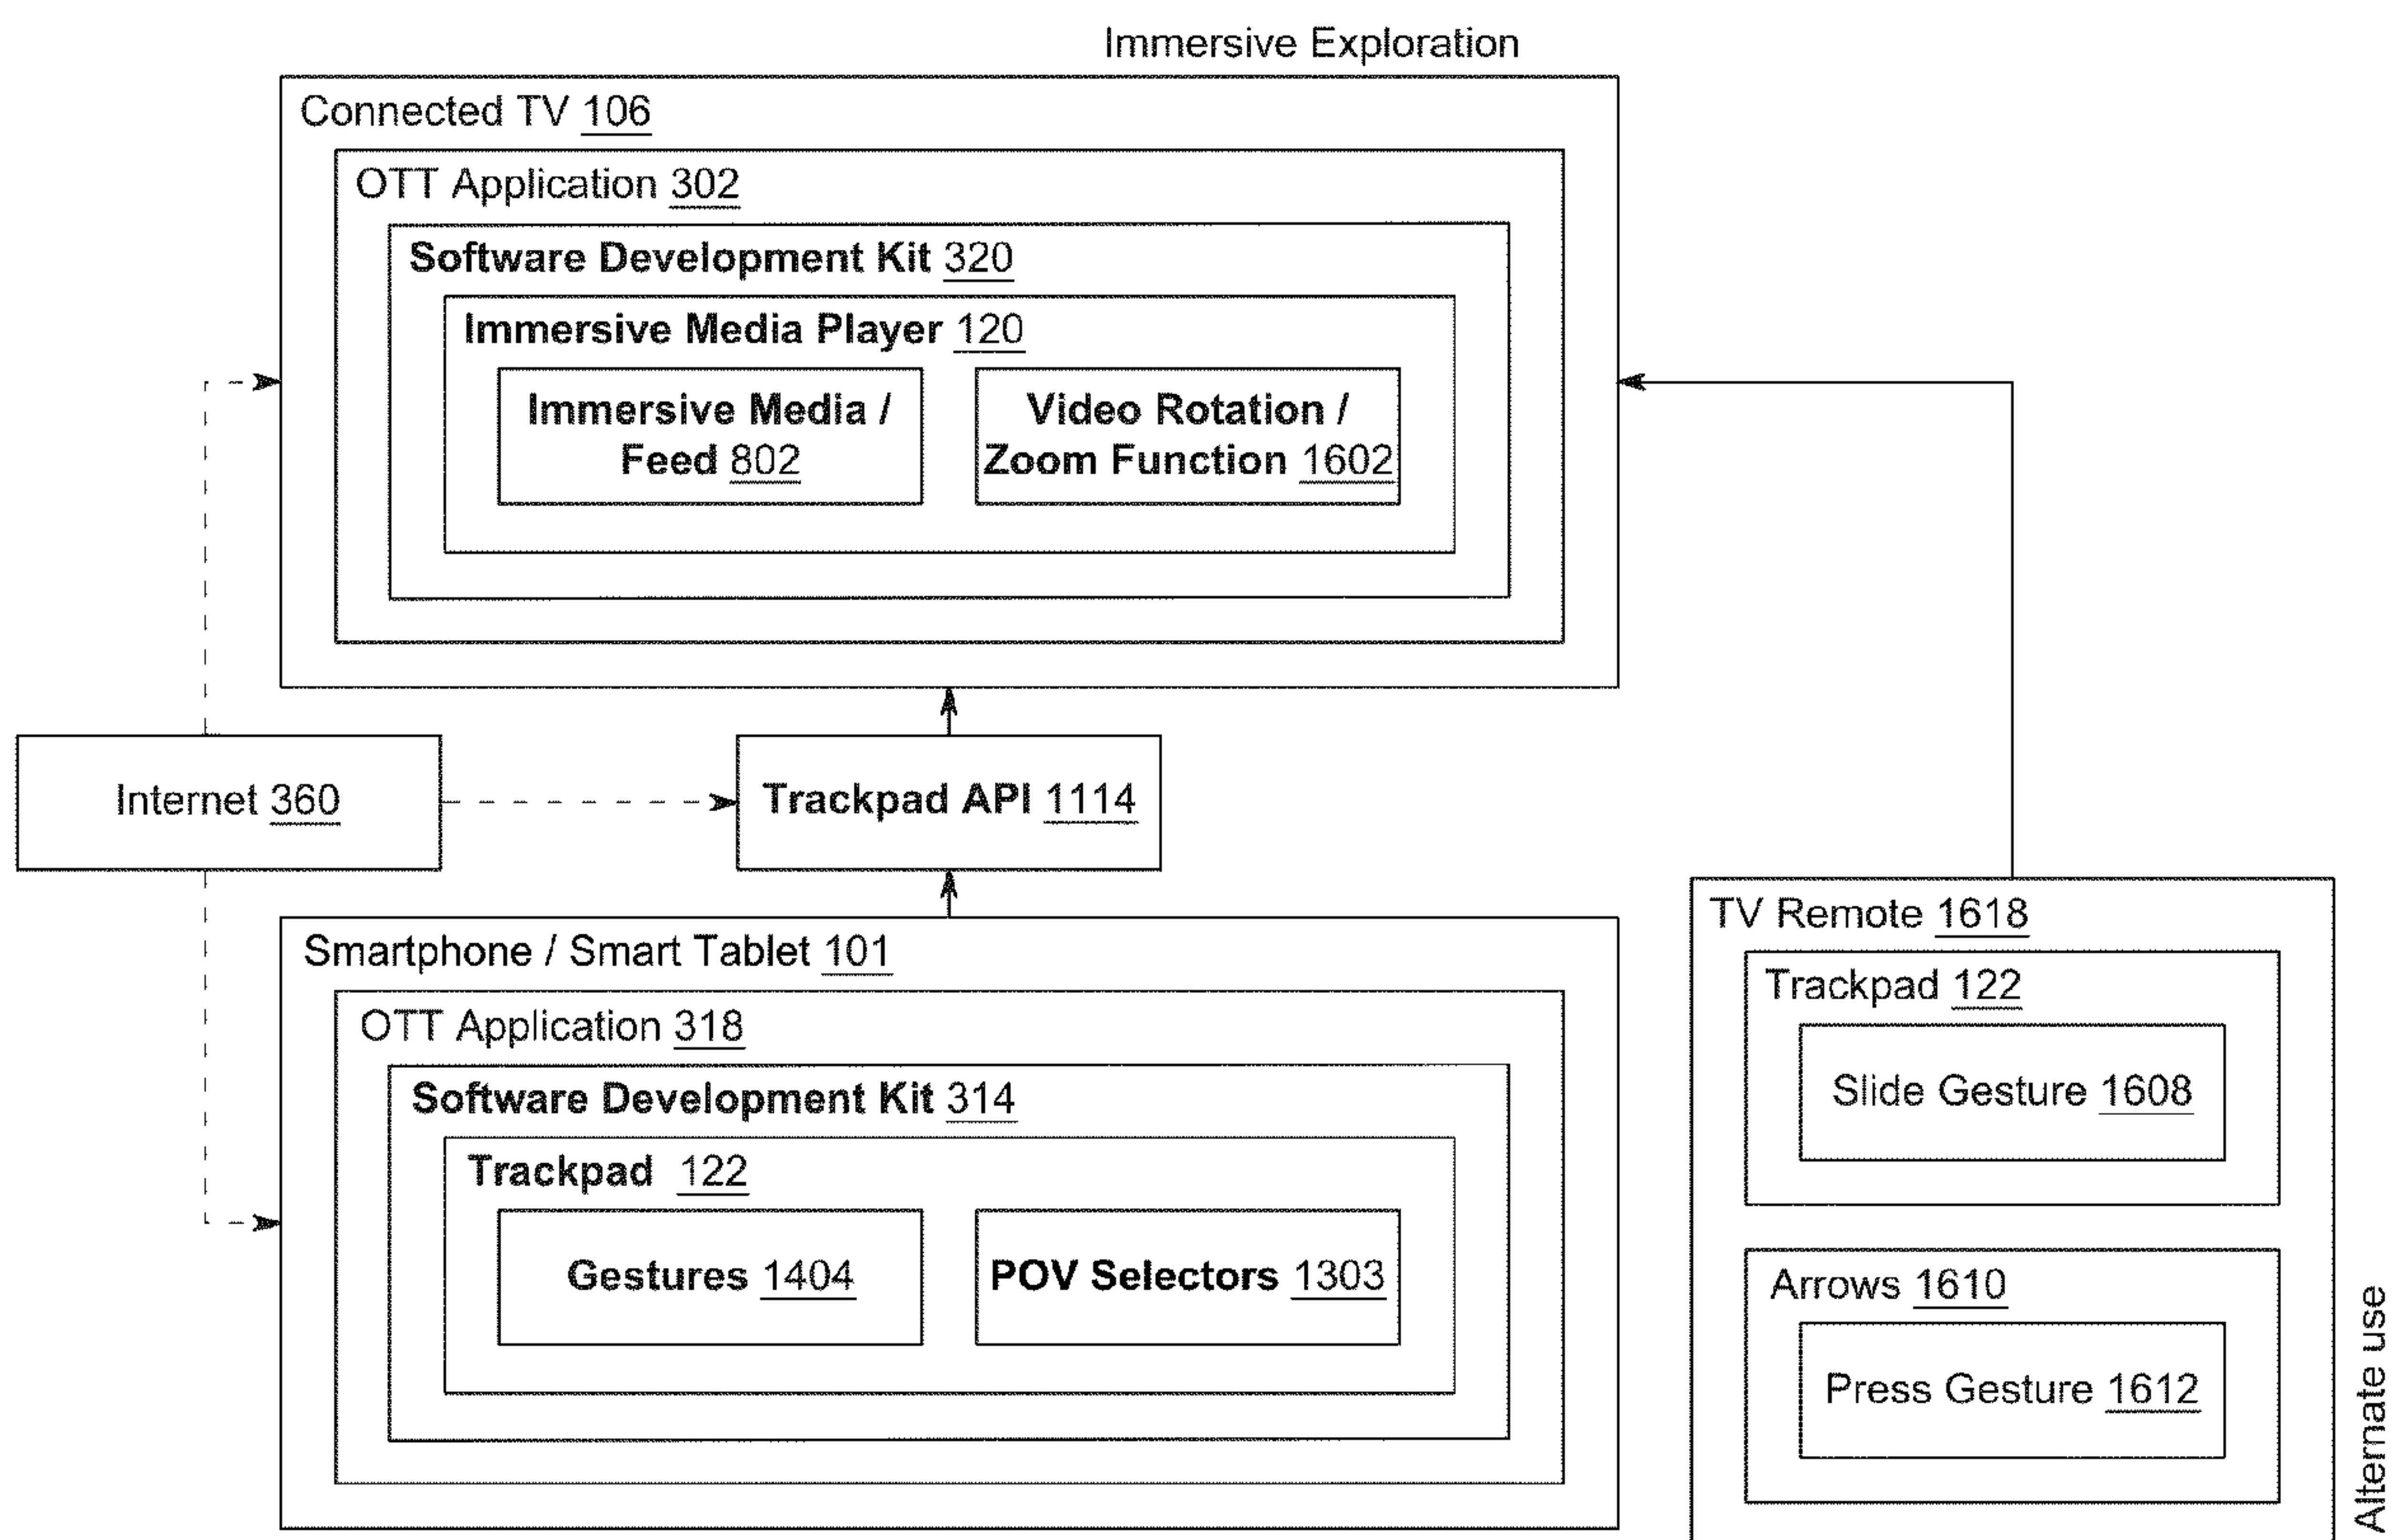 Immersive Exploration
Connected TV 106
OTT Application 302
Software Development Kit 320
Immersive Media Player 120
Immersive Media /
Feed 802
Video Rotation /
Zoom Function 1602
Internet 360
Trackpad API 1114
Smartphone / Smart Tablet 101
OTT Application 318
Software Development Kit 314
Trackpad 122
Gestures 1404
POV Selectors 1303
TV Remote 1618
Trackpad 122
Slide Gesture 1608
Arrows 1610
Press Gesture 1612
Alternate use